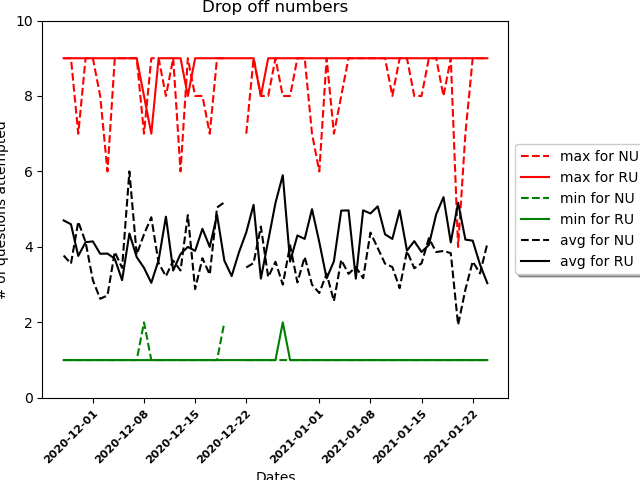 Drop off numbers
# of questions attempted
10
8
6
4
2
0
2020-12-01
2020-12-08
2020-12-15
2020-12-22
2021-01-01
2021-01-08
2021-01-15
2021-01-22
Dates
max for NU
max for RU
min for NU
min for RU
avg for NU
avg for RU